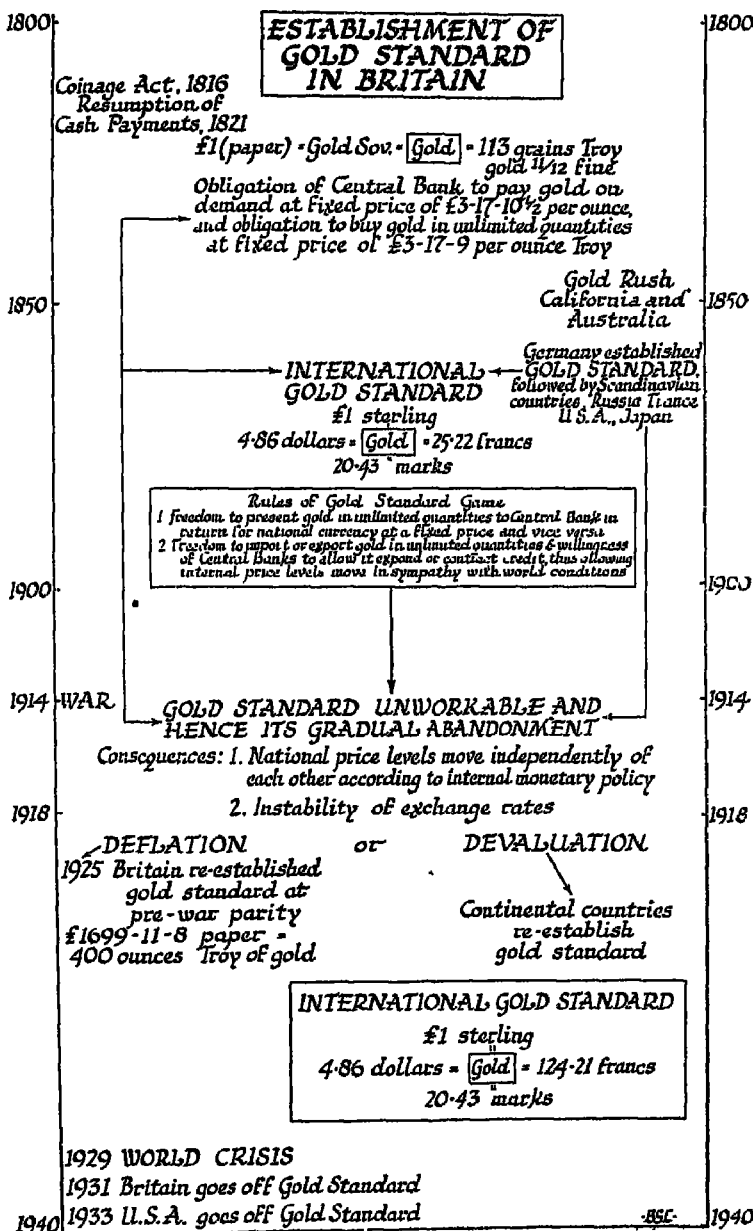 1800
1800
ESTABLISHMENT OF
GOLD STANDARD
IN BRITAIN
Coinage Act, 1816
Resumption of
Cash Payments, 1821
£1 (paper) = Gold Sov. = Gold = 113 grains Troy
gold 11/12 fine
Obligation of Central Bank to pay gold on
demand at fixed price of £3-17-10½ per ounce,
and obligation to buy gold in unlimited quantities
at fixed price of £3-17-9 per ounce Troy
1850
1850
Gold Rush
California and
Australia
Germany established
GOLD STANDARD,
followed by Scandinavian
countries, Russia France
U.S.A., Japan
INTERNATIONAL
GOLD STANDARD
£1 sterling
4·86 dollars = Gold = 25·22 francs
20·43 marks
Rules of Gold Standard Game
1 Freedom to present gold in unlimited quantities to Central Bank in
return for national currency at a fixed price and vice versa
2 Freedom to import or export gold in unlimited quantities & willingness
of Central Banks to allow it expand or contract credit, thus allowing
internal price levels move in sympathy with world conditions
1900
1900
1914 WAR
1914
GOLD STANDARD UNWORKABLE AND
HENCE ITS GRADUAL ABANDONMENT
Consequences: 1. National price levels move independently of
each other according to internal monetary policy
2. Instability of exchange rates
1918
1918
DEFLATION or DEVALUATION
1925 Britain re-established
gold standard at
pre-war parity
£1699-11-8 paper =
400 ounces Troy of gold
Continental countries
re-establish
gold standard
INTERNATIONAL GOLD STANDARD
£1 sterling
4·86 dollars = Gold = 124·21 francs
20·43 marks
1929 WORLD CRISIS
1931 Britain goes off Gold Standard
1940 1933 U.S.A. goes off Gold Standard
1940